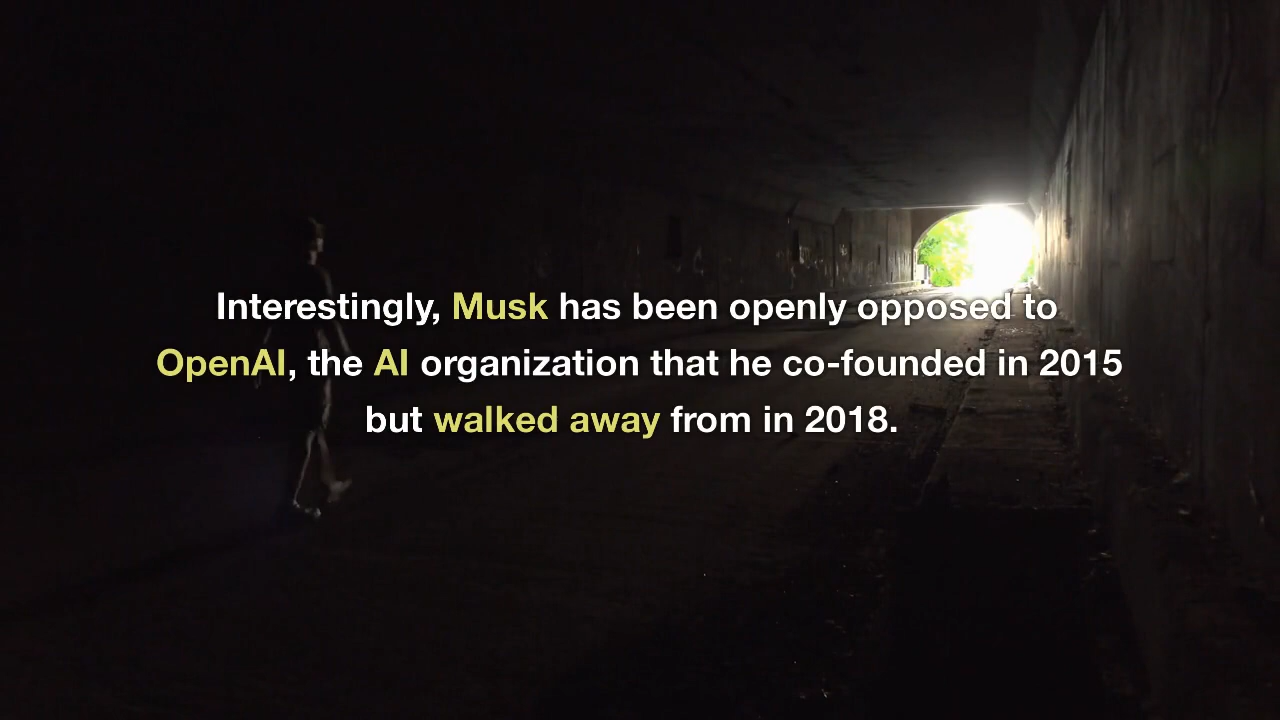 Interestingly, Musk has been openly opposed to
OpenAI, the AI organization that he co-founded in 2015
but walked away from in 2018.